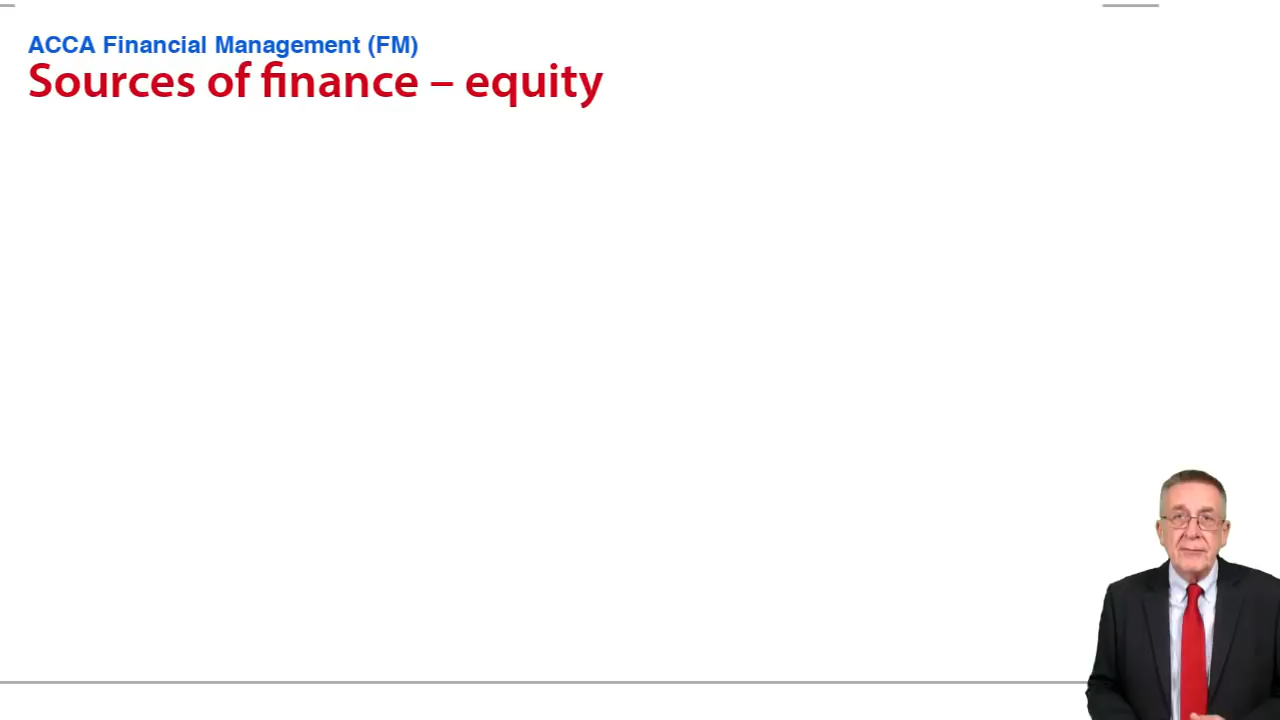 ACCA Financial Management (FM)
Sources of finance – equity